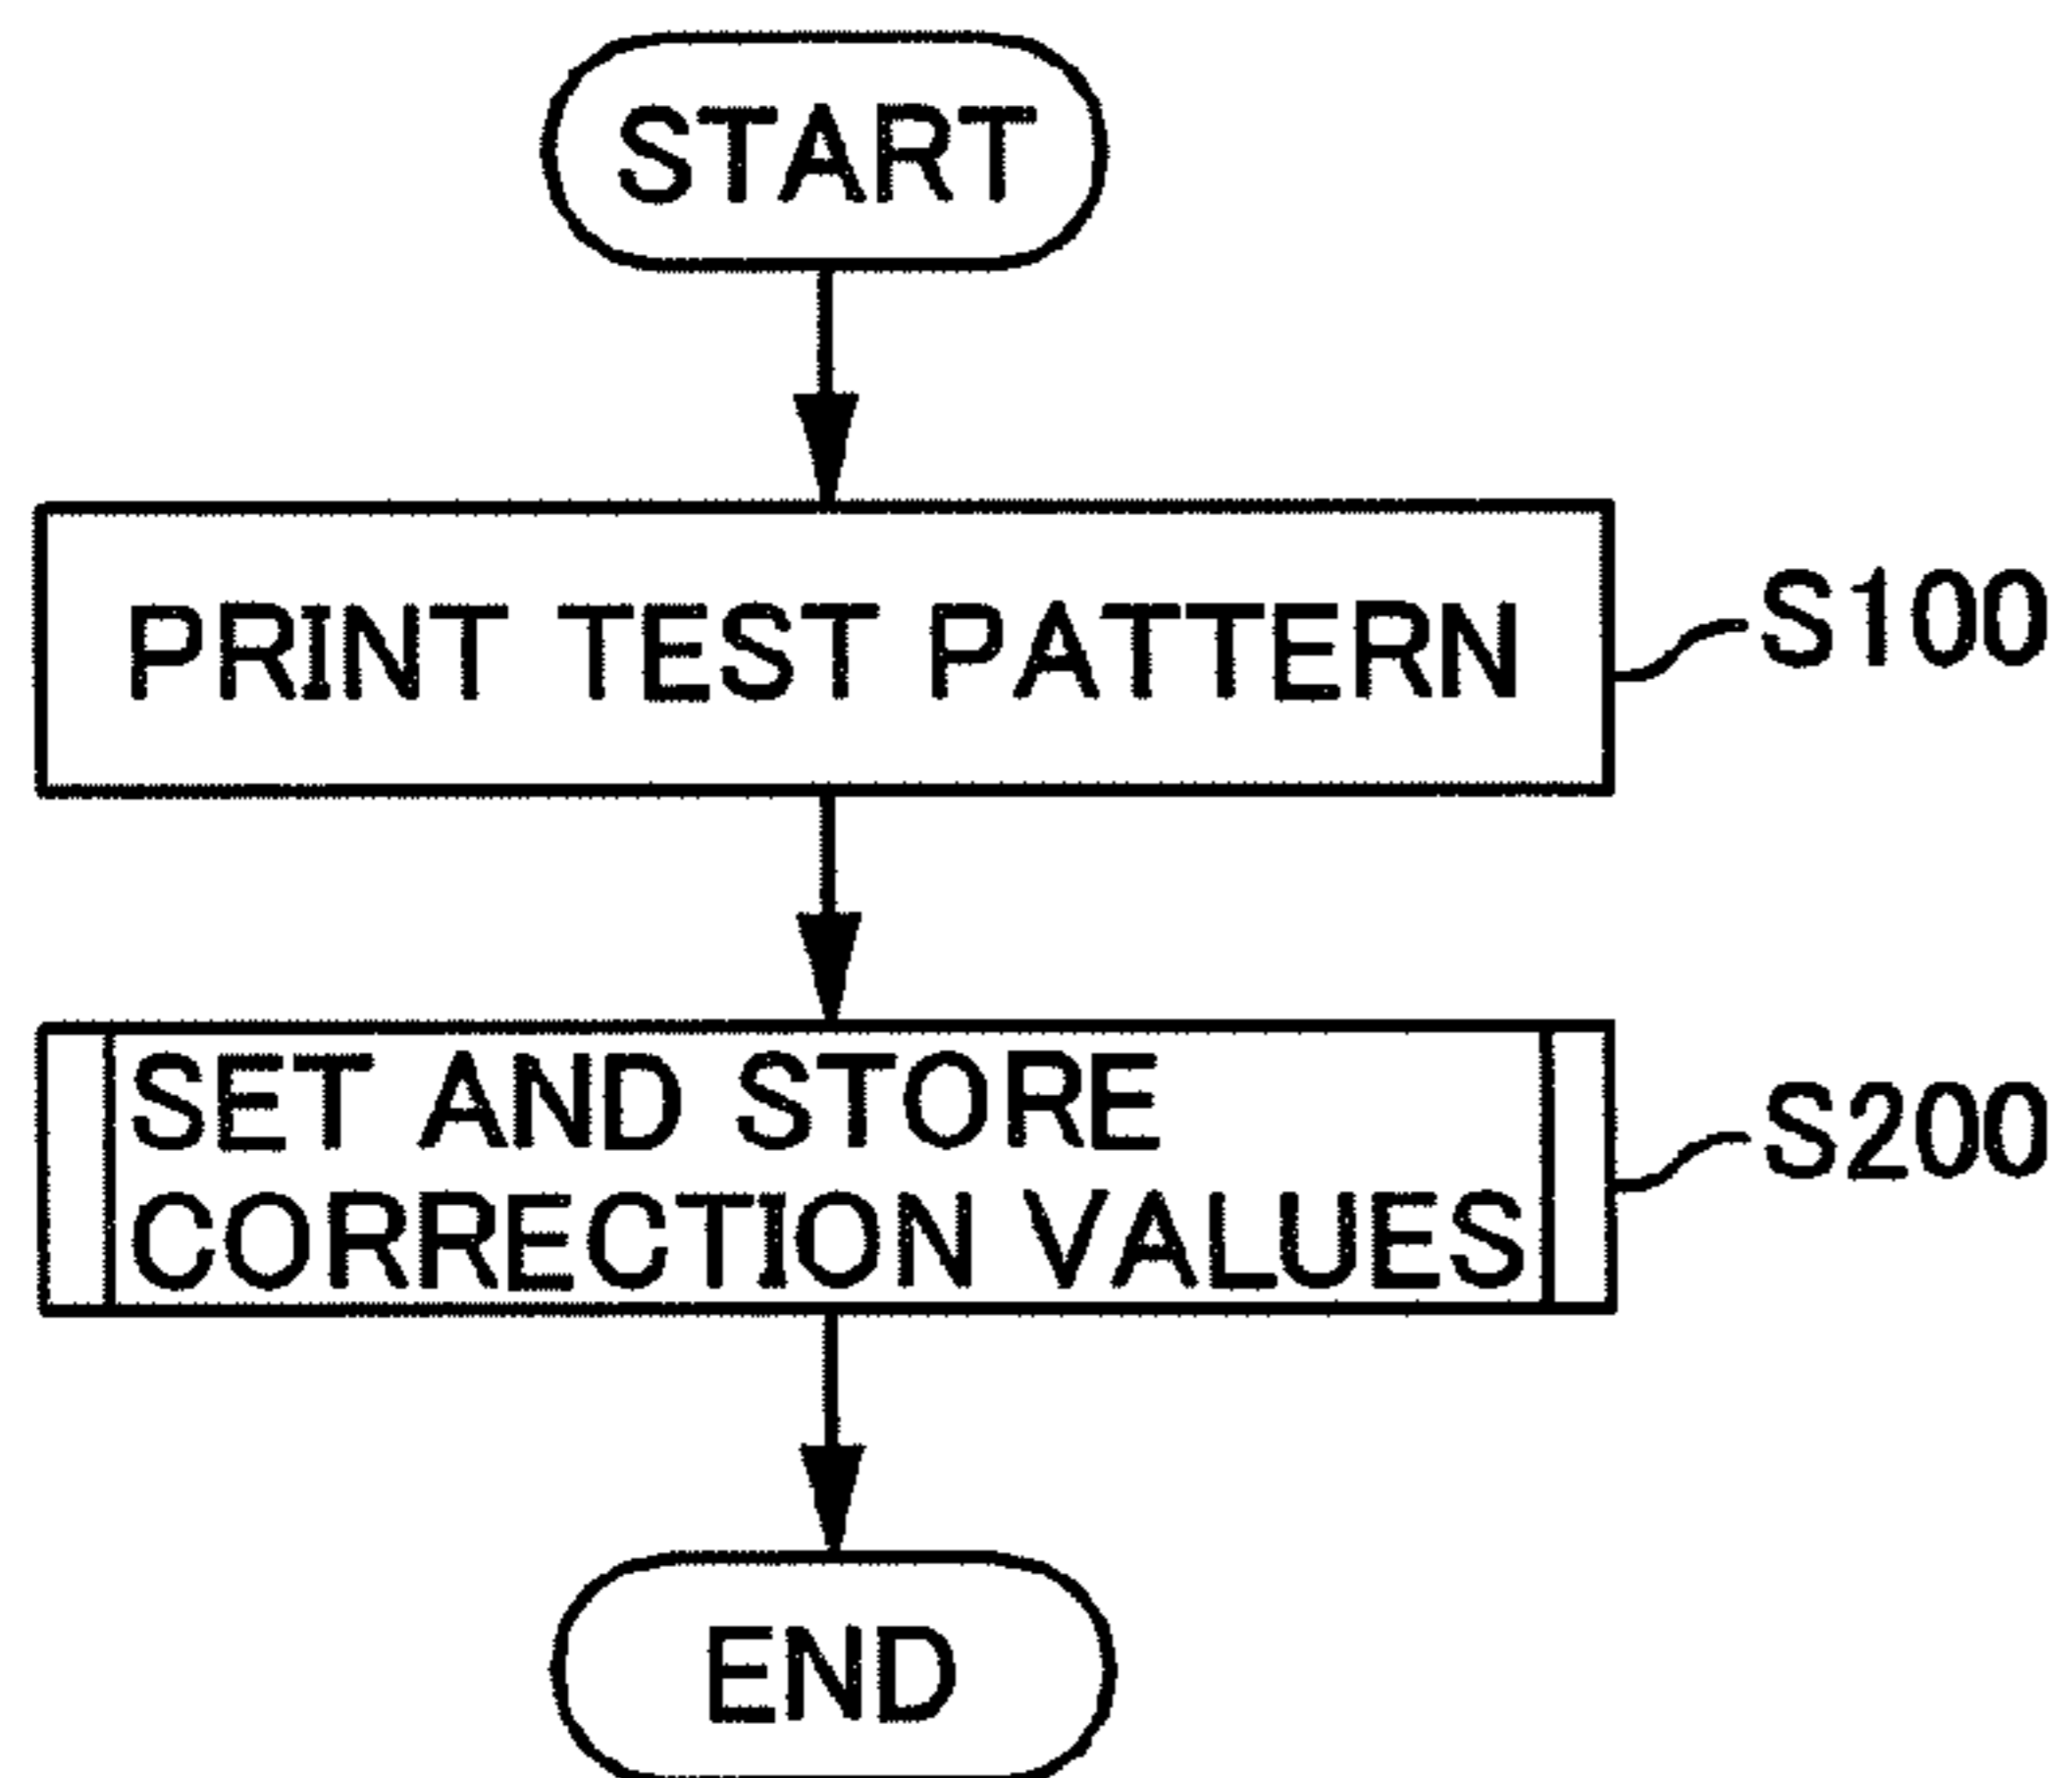 START
PRINT TEST PATTERN
S100
SET AND STORE
CORRECTION VALUES
S200
END